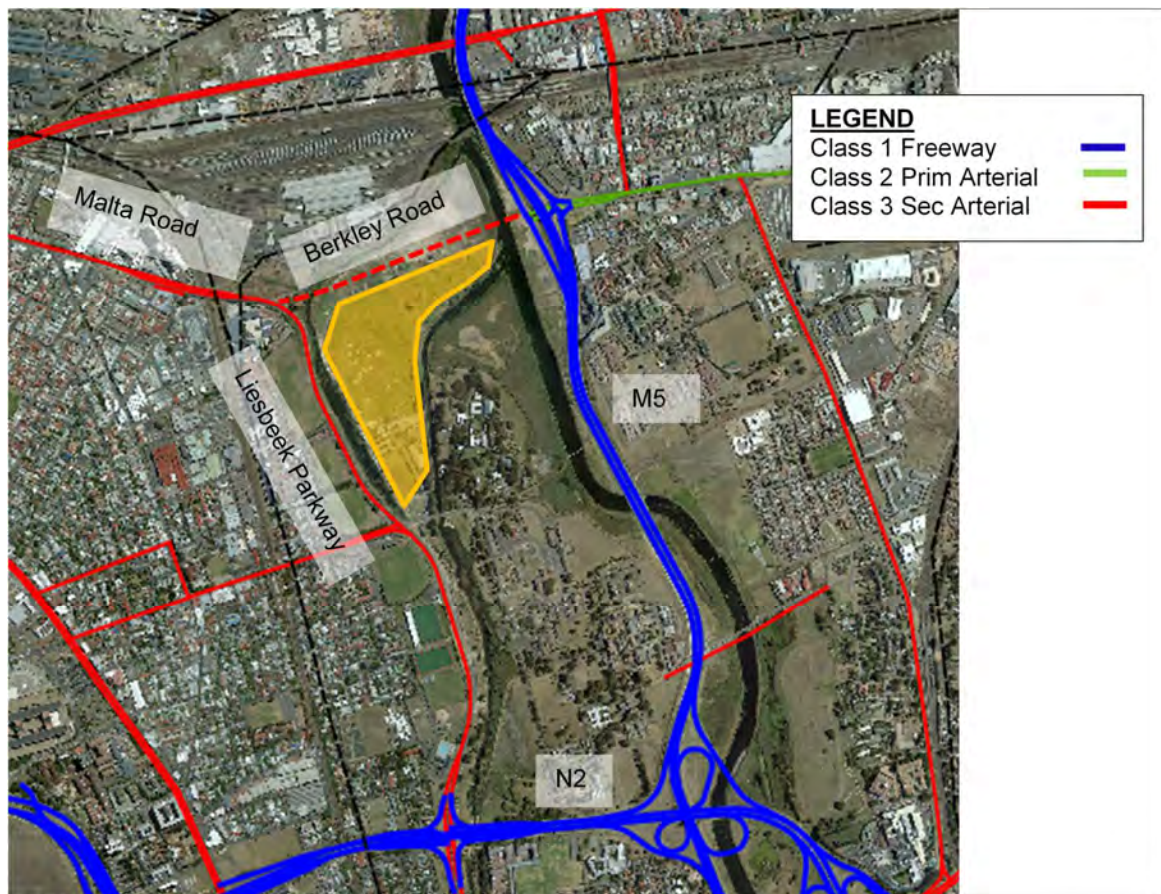 LEGEND
Class 1 Freeway
Class 2 Prim Arterial
Class 3 Sec Arterial
Malta Road
Berkley Road
Liesbeek Parkway
M5
N2